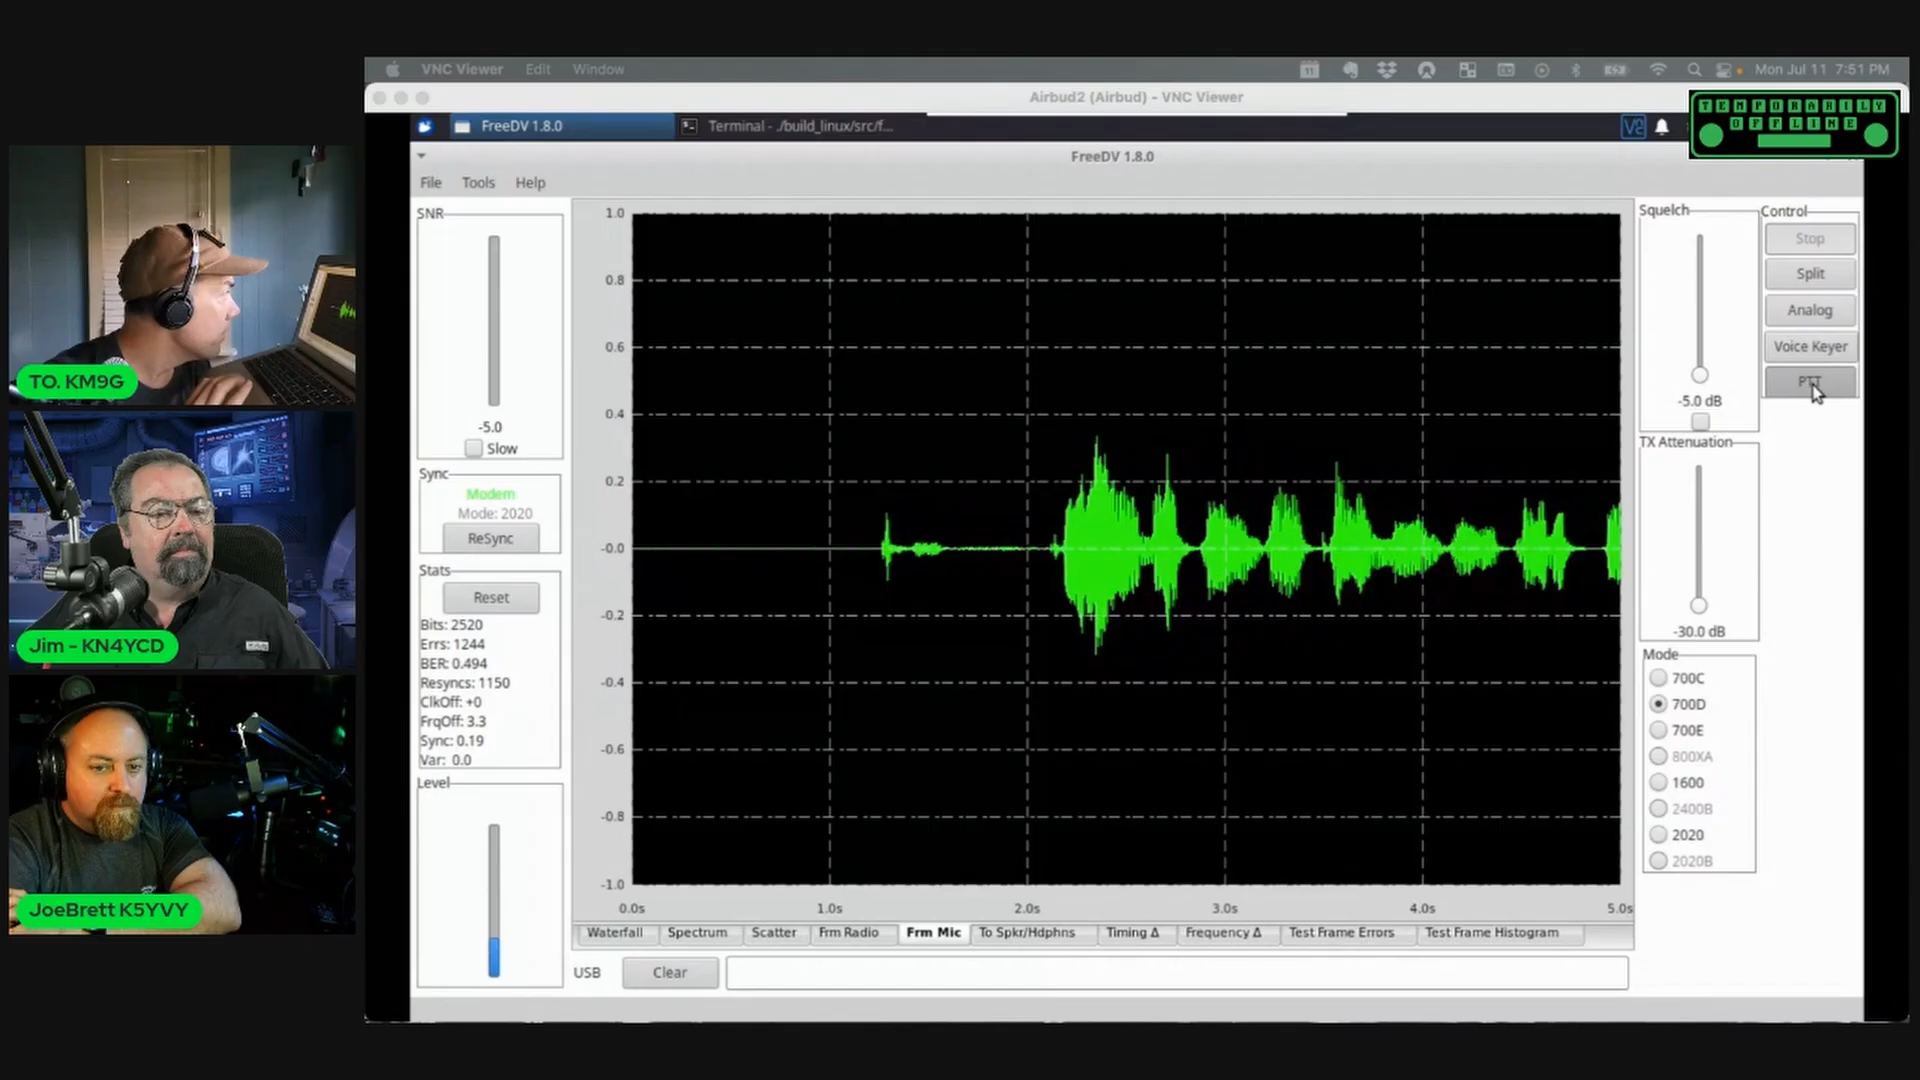 VNC Viewer Edit Window
11
Mon Jul 11 7:51 PM
Airbud2 (Airbud) - VNC Viewer
FreeDV 1.8.0
Terminal - ./build_linux/src/f...
TEMPORARILY
OFFLINE
FreeDV 1.8.0
File Tools Help
SNR
-5.0
Slow
Sync
Modem
Mode: 2020
ReSync
Stats
Reset
Bits: 2520
Errs: 1244
BER: 0.494
Resyncs: 1150
ClkOff: +0
FrqOff: 3.3
Sync: 0.19
Var: 0.0
Level
1.0
0.8
0.6
0.4
0.2
-0.0
-0.2
-0.4
-0.6
-0.8
-1.0
0.0s 1.0s 2.0s 3.0s 4.0s 5.0s
Waterfall Spectrum Scatter Frm Radio Frm Mic To Spkr/Hdphns Timing Δ Frequency Δ Test Frame Errors Test Frame Histogram
USB Clear
Squelch
-5.0 dB
TX Attenuation
-30.0 dB
Control
Stop
Split
Analog
Voice Keyer
PTT
Mode
700C
700D
700E
800XA
1600
2400B
2020
2020B
TO. KM9G
Jim - KN4YCD
JoeBrett K5YVY